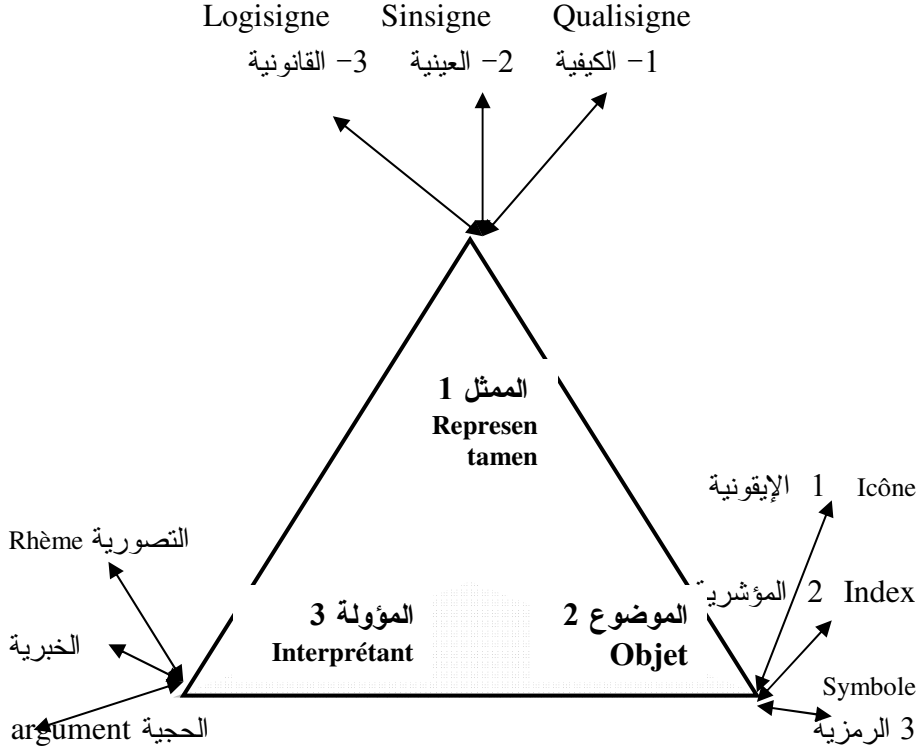 Logisigne Sinsigne Qualisigne
1- الكيفية 2- العينية 3- القانونية
الممثل 1
Represen
tamen
1 الإيقونية Icône
Rhème التصورية
2 المؤشرية Index
المؤولة 3
Interprétant
الموضوع 2
Objet
الخبرية
Symbole
3 الرمزية
argument الحجية